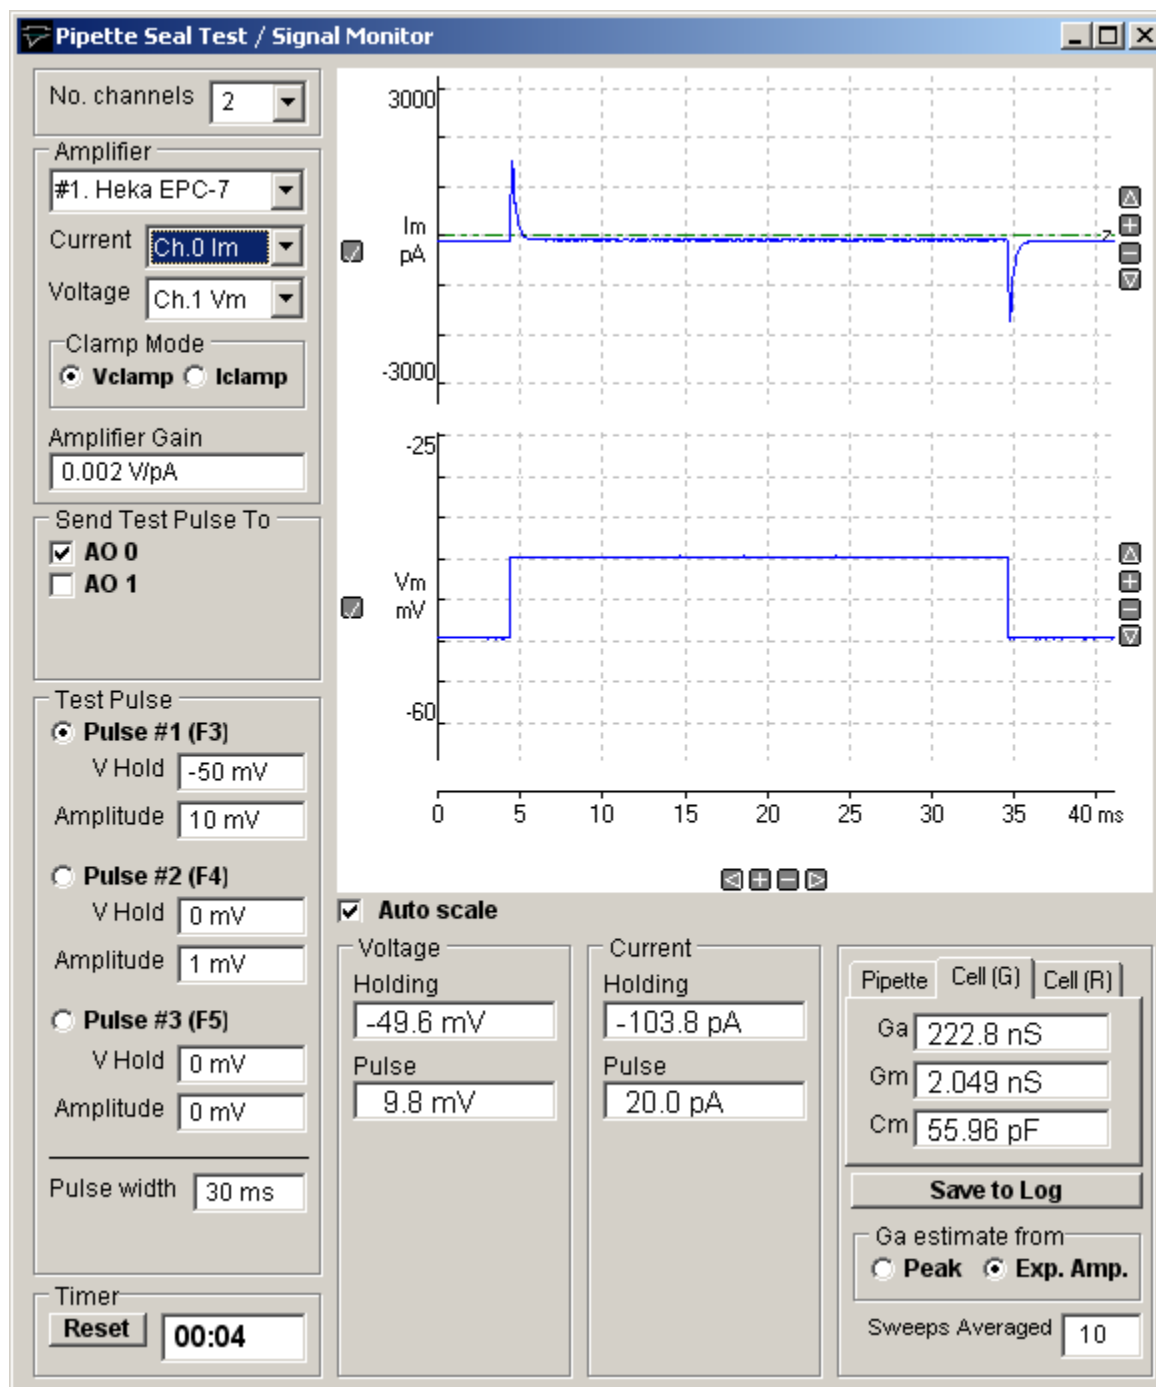 Pipette Seal Test / Signal Monitor
No. channels 2
Amplifier
#1. Heka EPC-7
Current Ch.0 Im
Voltage Ch.1 Vm
Clamp Mode
Vclamp Iclamp
Amplifier Gain
0.002 V/pA
Send Test Pulse To
AO 0
AO 1
Test Pulse
Pulse #1 (F3)
V Hold -50 mV
Amplitude 10 mV
Pulse #2 (F4)
V Hold 0 mV
Amplitude 1 mV
Pulse #3 (F5)
V Hold 0 mV
Amplitude 0 mV
Pulse width 30 ms
Timer
Reset 00:04
3000
Im
pA
z
-3000
-25
Vm
mV
-60
0 5 10 15 20 25 30 35 40 ms
Auto scale
Voltage
Holding
-49.6 mV
Pulse
9.8 mV
Current
Holding
-103.8 pA
Pulse
20.0 pA
Pipette Cell (G) Cell (R)
Ga 222.8 nS
Gm 2.049 nS
Cm 55.96 pF
Save to Log
Ga estimate from
Peak Exp. Amp.
Sweeps Averaged 10